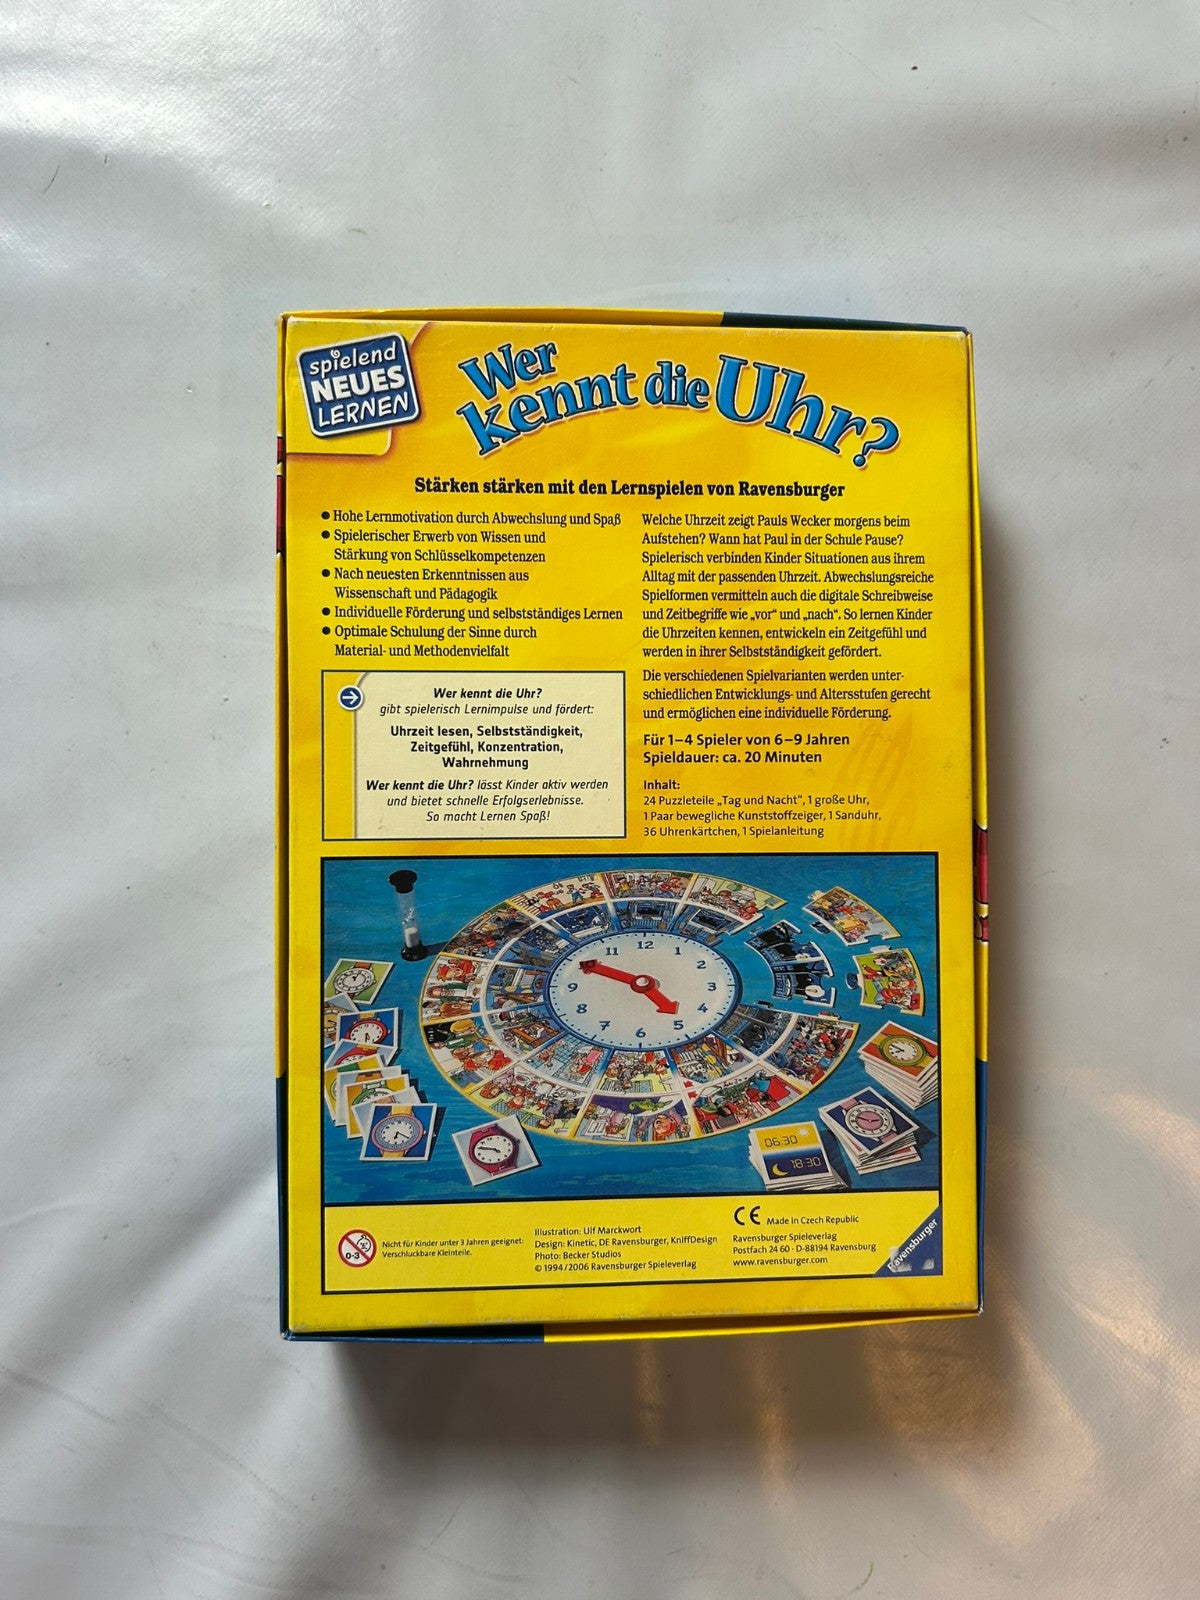 spielend
NEUES
LERNEN
Wer
kennt die Uhr?
Stärken stärken mit den Lernspielen von Ravensburger
● Hohe Lernmotivation durch Abwechslung und Spaß
● Spielerischer Erwerb von Wissen und
Stärkung von Schlüsselkompetenzen
● Nach neuesten Erkenntnissen aus
Wissenschaft und Pädagogik
● Individuelle Förderung und selbstständiges Lernen
● Optimale Schulung der Sinne durch
Material- und Methodenvielfalt
Wer kennt die Uhr?
gibt spielerisch Lernimpulse und fördert:
Uhrzeit lesen, Selbstständigkeit,
Zeitgefühl, Konzentration,
Wahrnehmung
Wer kennt die Uhr? lässt Kinder aktiv werden
und bietet schnelle Erfolgserlebnisse.
So macht Lernen Spaß!
Welche Uhrzeit zeigt Pauls Wecker morgens beim
Aufstehen? Wann hat Paul in der Schule Pause?
Spielerisch verbinden Kinder Situationen aus ihrem
Alltag mit der passenden Uhrzeit. Abwechslungsreiche
Spielformen vermitteln auch die digitale Schreibweise
und Zeitbegriffe wie „vor“ und „nach“. So lernen Kinder
die Uhrzeiten kennen, entwickeln ein Zeitgefühl und
werden in ihrer Selbstständigkeit gefördert.
Die verschiedenen Spielvarianten werden unter-
schiedlichen Entwicklungs- und Altersstufen gerecht
und ermöglichen eine individuelle Förderung.
Für 1–4 Spieler von 6–9 Jahren
Spieldauer: ca. 20 Minuten
Inhalt:
24 Puzzleteile „Tag und Nacht“, 1 große Uhr,
1 Paar bewegliche Kunststoffzeiger, 1 Sanduhr,
36 Uhrenkärtchen, 1 Spielanleitung
11 12 1
2
9 3
8 4
7 6 5
06.30
18:30
0-3
Nicht für Kinder unter 3 Jahren geeignet:
Verschluckbare Kleinteile.
Illustration: Ulf Marckwort
Design: Kinetic, DE Ravensburger, KniffDesign
Photo: Becker Studios
© 1994/2006 Ravensburger Spieleverlag
CE Made in Czech Republic
Ravensburger Spieleverlag
Postfach 24 60 · D-88194 Ravensburg
www.ravensburger.com
Ravensburger